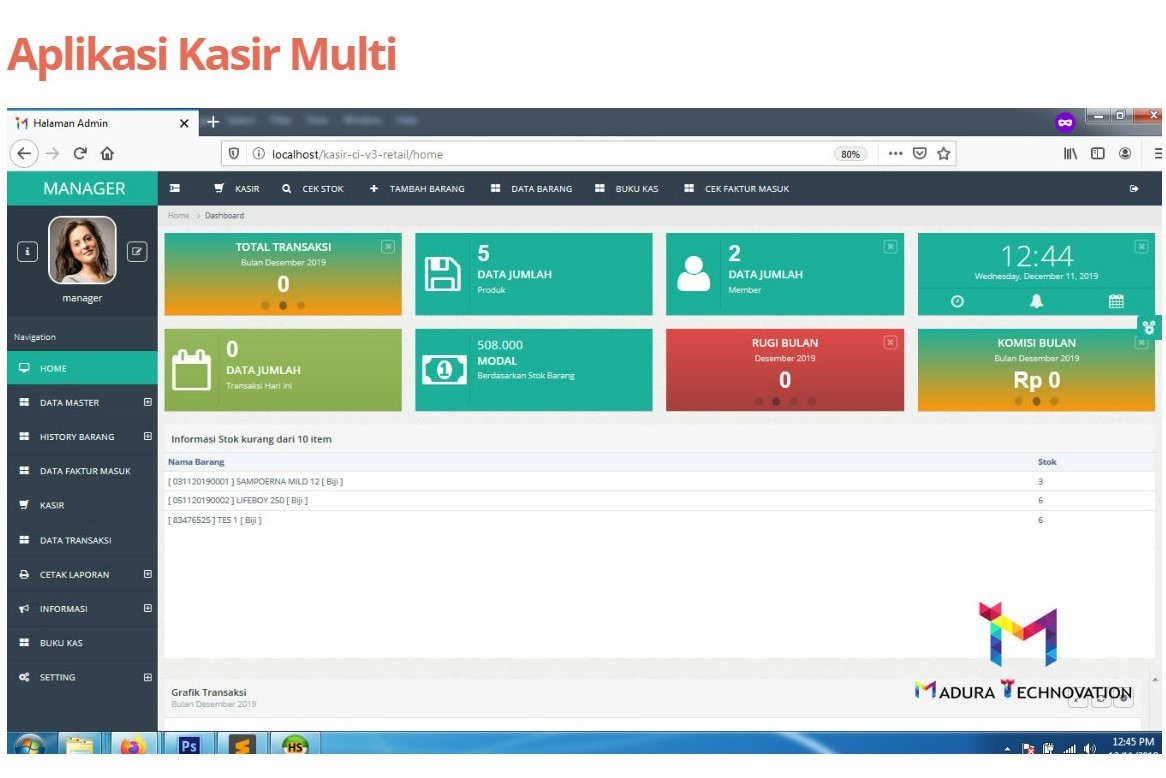 Aplikasi Kasir Multi
Halaman Admin
localhost/kasir-ci-v3-retail/home
80%
MANAGER
KASIR
CEK STOK
TAMBAH BARANG
DATA BARANG
BUKU KAS
CEK FAKTUR MASUK
Home > Dashboard
manager
Navigation
HOME
DATA MASTER
HISTORY BARANG
DATA FAKTUR MASUK
KASIR
DATA TRANSAKSI
CETAK LAPORAN
INFORMASI
BUKU KAS
SETTING
TOTAL TRANSAKSI
Bulan Desember 2019
0
5
DATA JUMLAH
Produk
2
DATA JUMLAH
Member
12:44
Wednesday, December 11, 2019
0
DATA JUMLAH
Transaksi Hari ini
508.000
MODAL
Berdasarkan Stok Barang
RUGI BULAN
Desember 2019
0
KOMISI BULAN
Bulan Desember 2019
Rp 0
Informasi Stok kurang dari 10 item
Nama Barang Stok
[ 031120190001 ] SAMPOERNA MILD 12 [ Biji ] 3
[ 051120190002 ] LIFEBOY 250 [ Biji ] 6
[ 83476525 ] TES 1 [ Biji ] 6
MADURA TECHNOVATION
Grafik Transaksi
Bulan Desember 2019
Ps
HS
12:45 PM